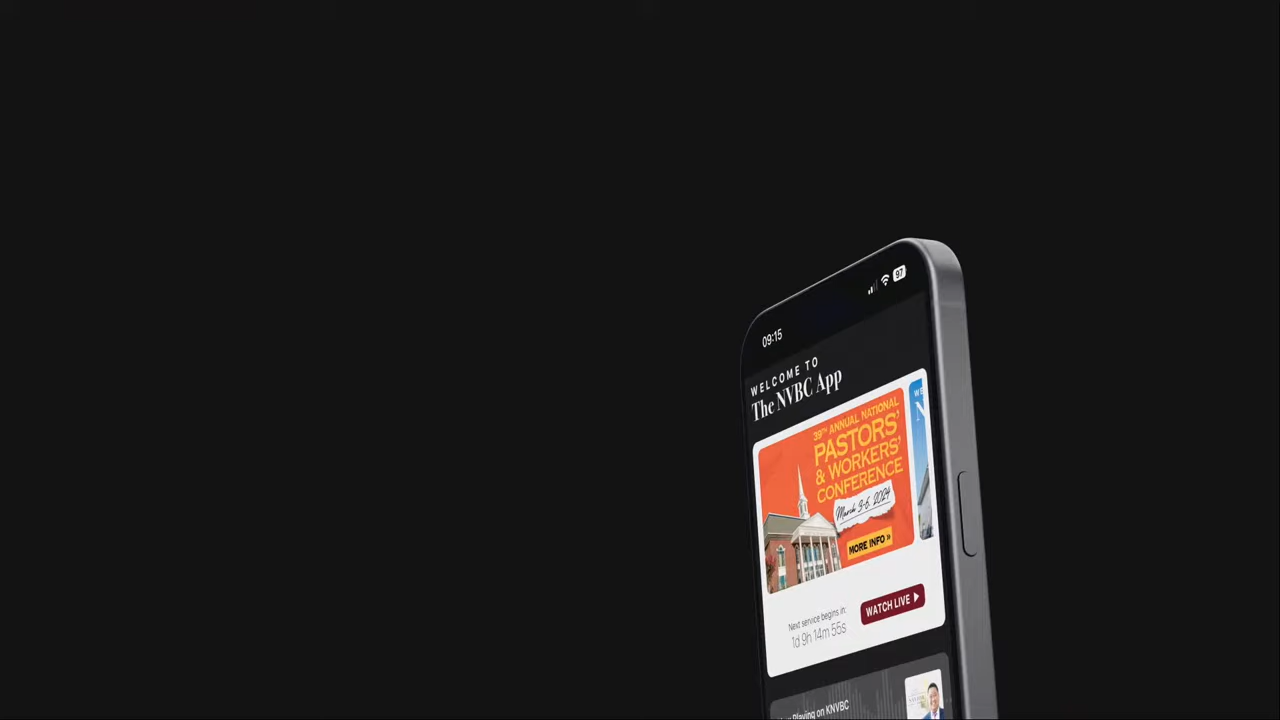 97
09:15
WELCOME TO
The NVBC App
39TH ANNUAL NATIONAL
PASTORS'
& WORKERS'
CONFERENCE
March 3-6, 2024
MORE INFO »
Next service begins in:
1d 9h 14m 55s
WATCH LIVE
Playing on KNVBC